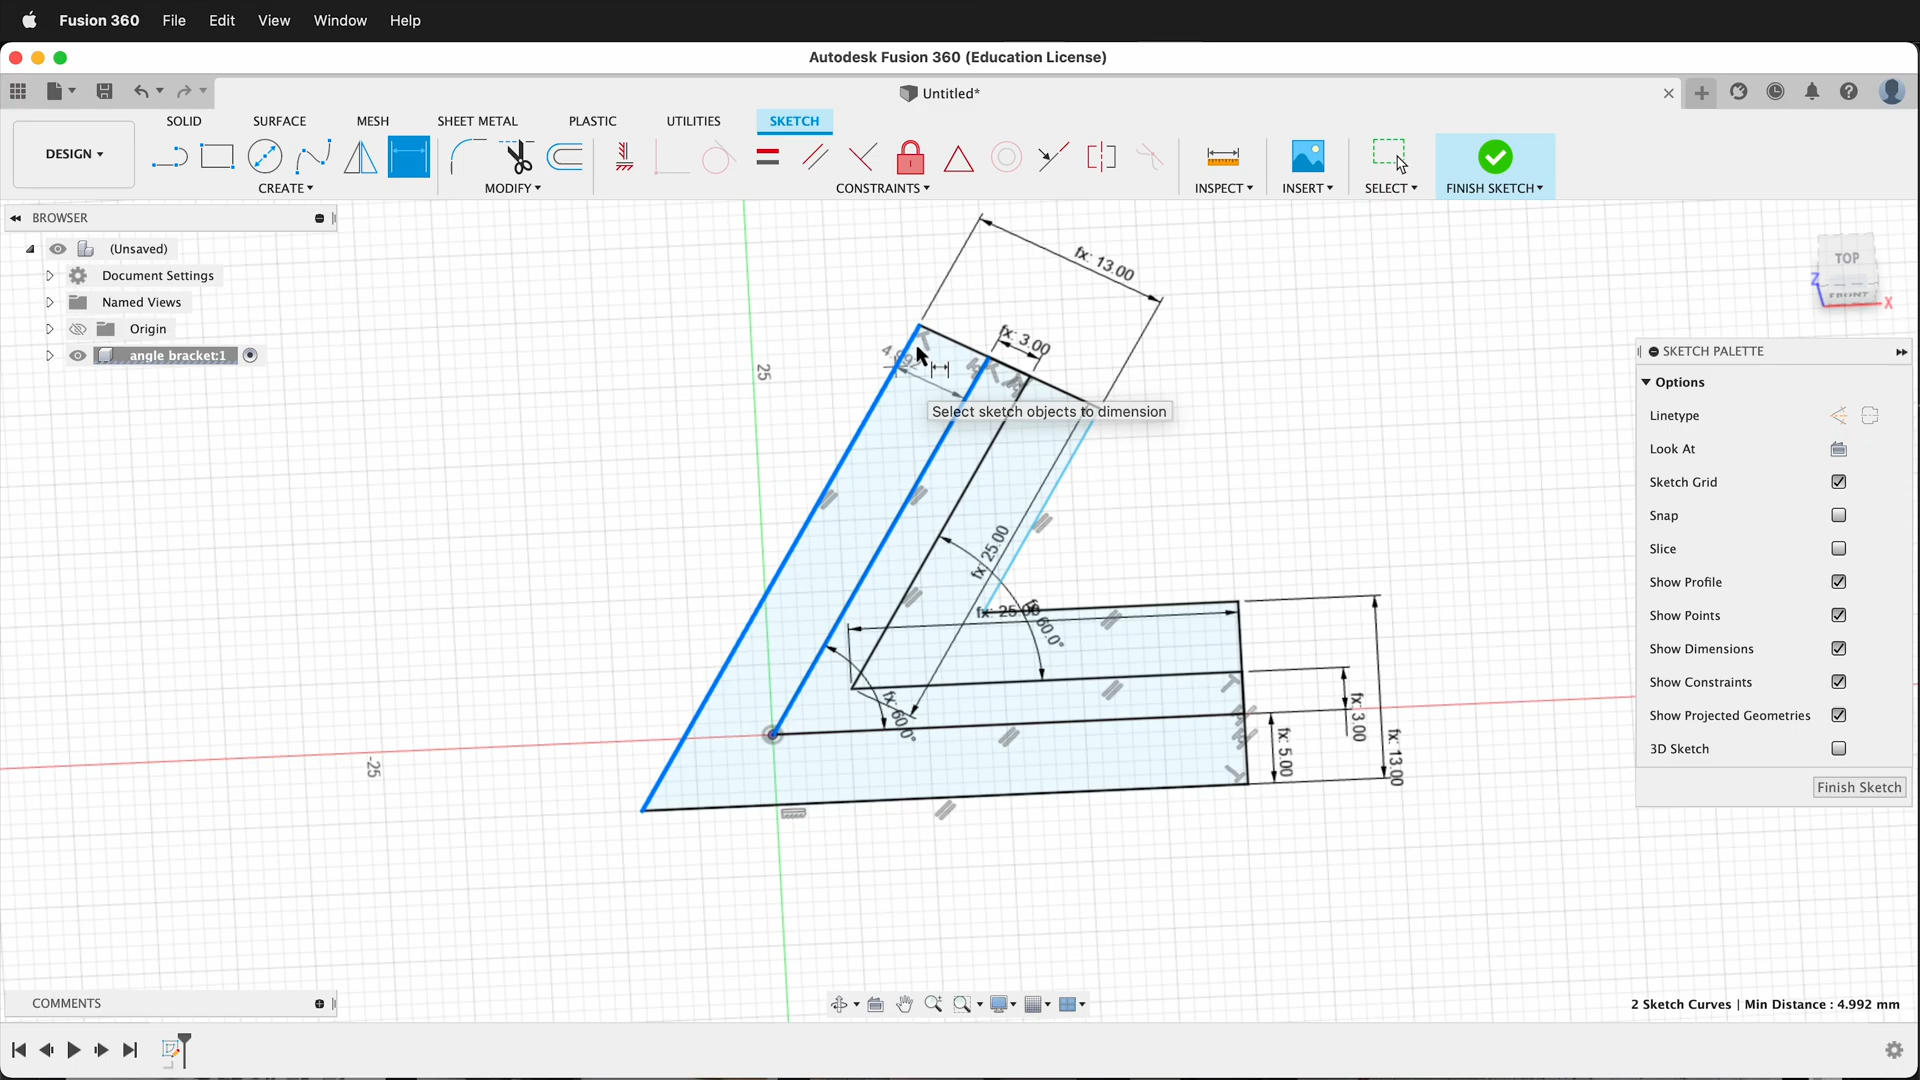 Fusion 360 File Edit View Window Help
Autodesk Fusion 360 (Education License)
Untitled*
SOLID SURFACE MESH SHEET METAL PLASTIC UTILITIES SKETCH
DESIGN
CREATE MODIFY CONSTRAINTS INSPECT INSERT SELECT FINISH SKETCH
BROWSER
(Unsaved)
Document Settings
Named Views
Origin
angle bracket:1
fx: 13.00
fx: 3.00
4.992
25
Select sketch objects to dimension
fx: 25.00
fx: 25.00
fx: 60.0°
fx: 60.0°
fx: 3.00
fx: 5.00
fx: 13.00
-25
TOP
FRONT
Z
X
SKETCH PALETTE
Options
Linetype
Look At
Sketch Grid
Snap
Slice
Show Profile
Show Points
Show Dimensions
Show Constraints
Show Projected Geometries
3D Sketch
Finish Sketch
COMMENTS
2 Sketch Curves | Min Distance : 4.992 mm